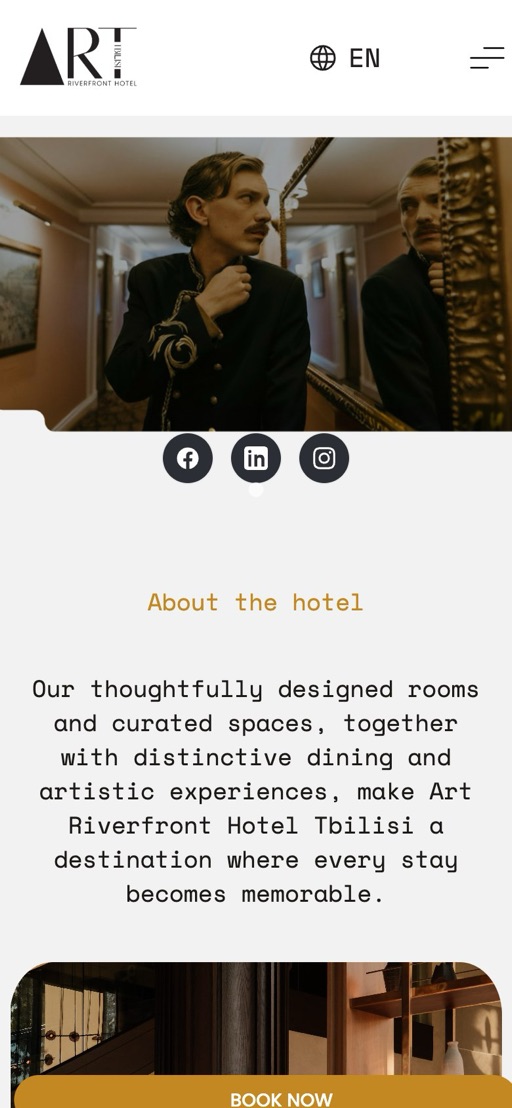 ART
TBILISI
RIVERFRONT HOTEL
EN
in
About the hotel
Our thoughtfully designed rooms
and curated spaces, together
with distinctive dining and
artistic experiences, make Art
Riverfront Hotel Tbilisi a
destination where every stay
becomes memorable.
BOOK NOW